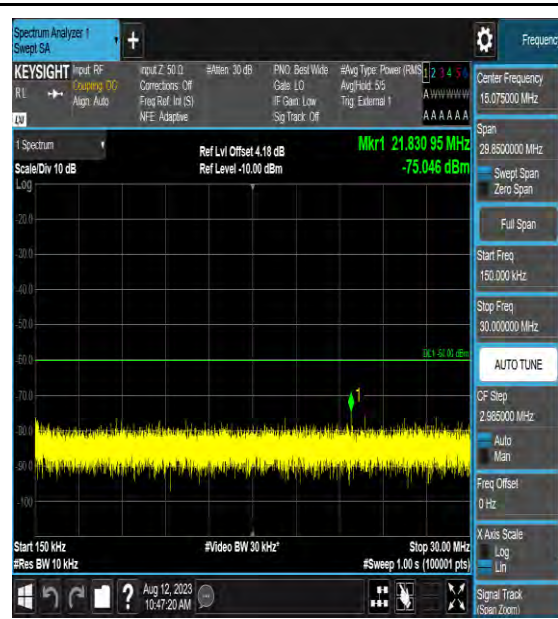 Spectrum Analyzer 1
Swept SA
Frequenc
KEYSIGHT Input: RF
Coupling: DC
Align: Auto
Input Z: 50 Ω
Corrections: Off
Freq Ref: Int (S)
NFE: Adaptive
#Atten: 30 dB
PNO: Best Wide
Gate: LO
IF Gain: Low
Sig Track: Off
#Avg Type: Power (RMS
Avg|Hold: 5/5
Trig: External 1
1 2 3 4 5 6
A W W W W W
A A A A A A
RL
LW
1 Spectrum
Scale/Div 10 dB
Log
Ref Lvl Offset 4.18 dB
Ref Level -10.00 dBm
Mkr1 21.830 95 MHz
-75.046 dBm
-20.0
-30.0
-40.0
-50.0
-60.0
-70.0
-80.0
-90.0
-100
1
Start 150 kHz
#Res BW 10 kHz
#Video BW 30 kHz*
Stop 30.00 MHz
#Sweep 1.00 s (100001 pts)
Center Frequency
15.075000 MHz
Span
29.8500000 MHz
Swept Span
Zero Span
Full Span
Start Freq
150.000 kHz
Stop Freq
30.000000 MHz
AUTO TUNE
CF Step
2.985000 MHz
Auto
Man
Freq Offset
0 Hz
X Axis Scale
Log
Lin
Signal Track
(Span Zoom)
?
Aug 12, 2023
10:47:20 AM